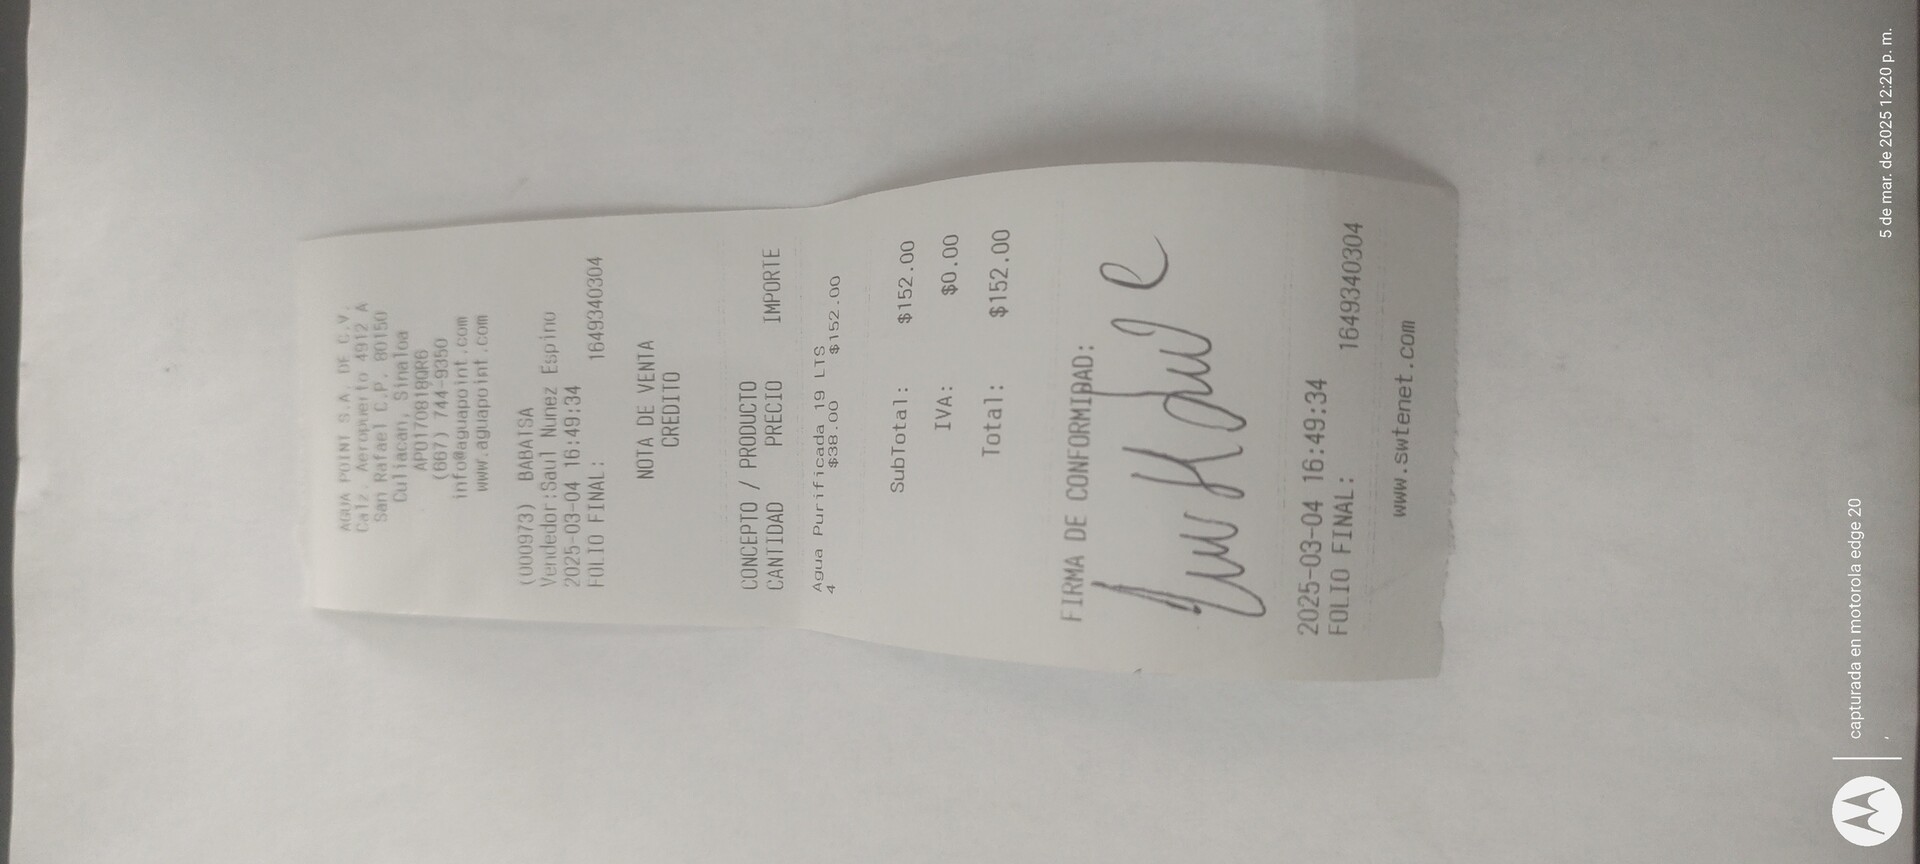 AGUA POINT S.A. DE C.V.
Calz. Aeropuerto 4912 A
San Rafael C.P. 80150
Culiacan, Sinaloa
APO170818QR6
(667) 744-9350
info@aguapoint.com
www.aguapoint.com
(000973) BABATSA
Vendedor:Saul Nunez Espino
2025-03-04 16:49:34
FOLIO FINAL: 1649340304
NOTA DE VENTA
CREDITO
CONCEPTO / PRODUCTO
CANTIDAD PRECIO IMPORTE
Agua Purificada 19 LTS
4 $38.00 $152.00
SubTotal: $152.00
IVA: $0.00
Total: $152.00
FIRMA DE CONFORMIDAD:
2025-03-04 16:49:34
FOLIO FINAL: 1649340304
www.swtenet.com
capturada en motorola edge 20
5 de mar. de 2025 12:20 p. m.